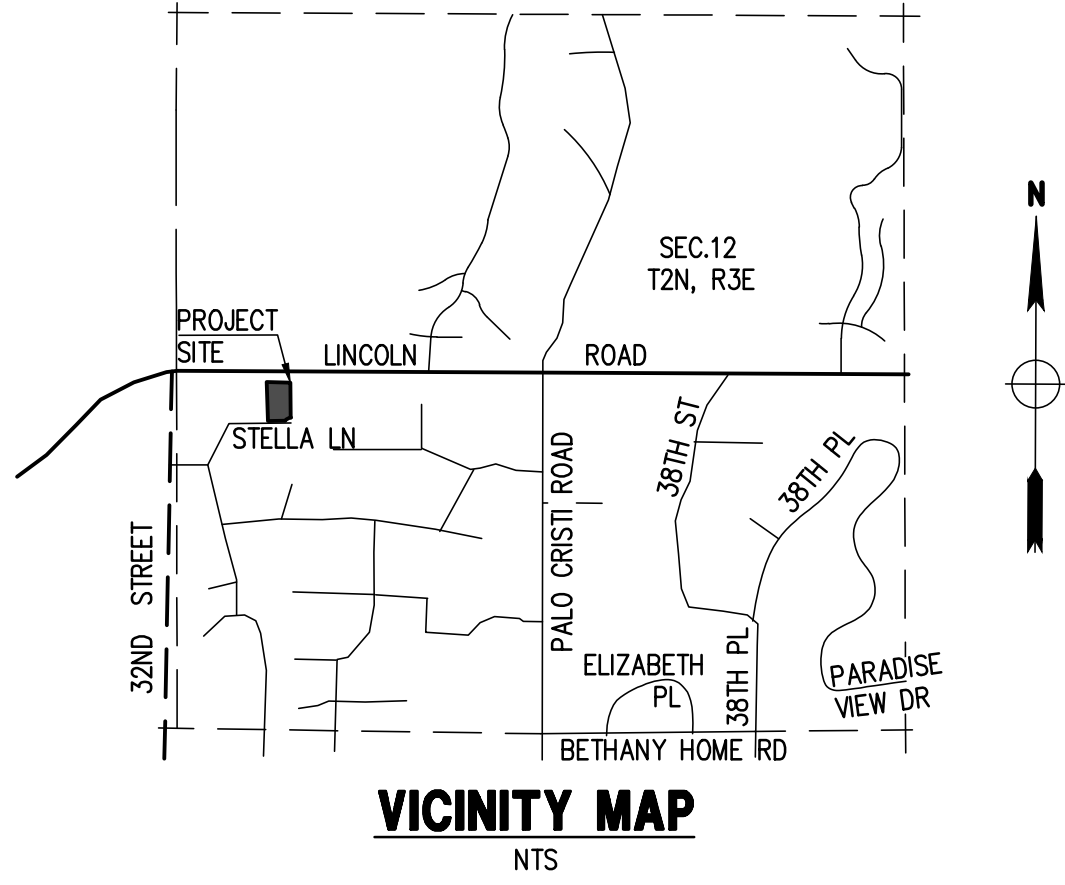 N
SEC.12
T2N, R3E
PROJECT
SITE
LINCOLN ROAD
STELLA LN
38TH ST
38TH PL
PALO CRISTI ROAD
32ND STREET
ELIZABETH
PL
38TH PL
PARADISE
VIEW DR
BETHANY HOME RD
VICINITY MAP
NTS